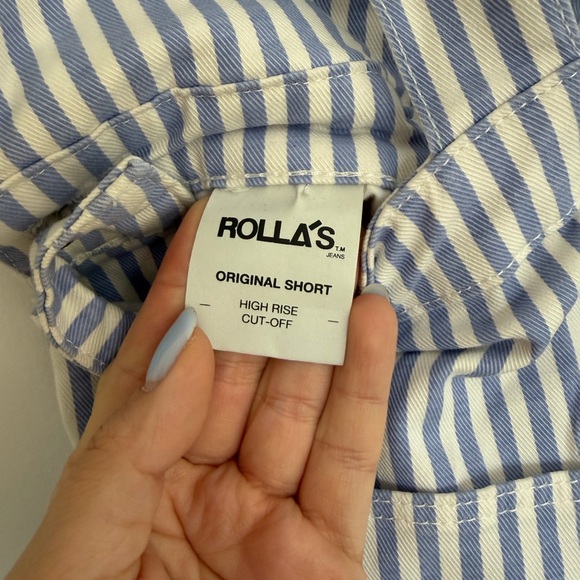 ROLLA'S T.M
JEANS
ORIGINAL SHORT
HIGH RISE
CUT-OFF